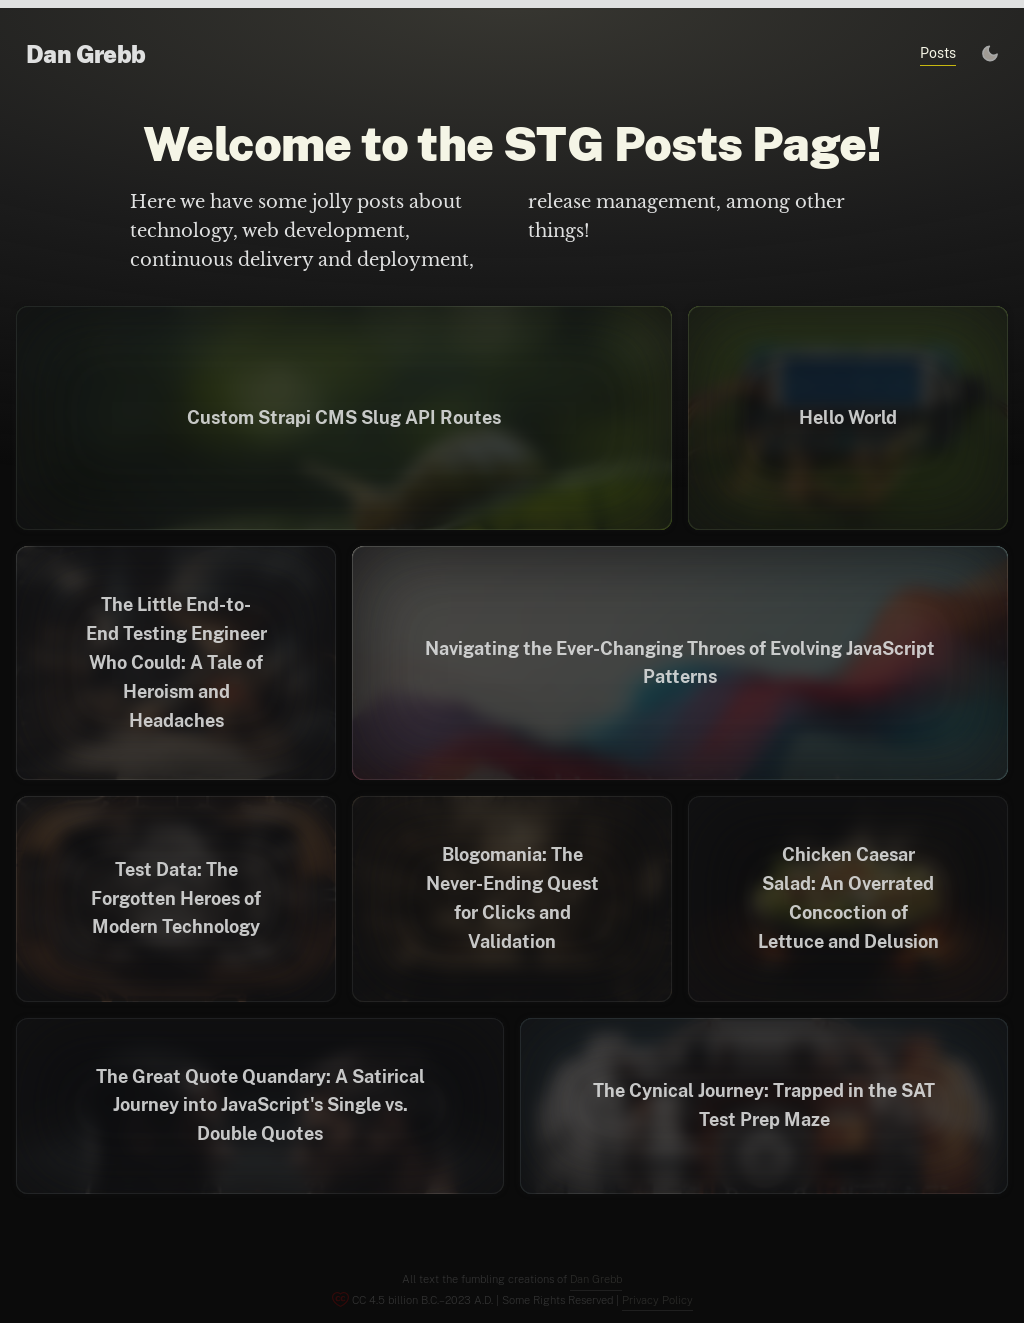 Dan Grebb
Posts
Welcome to the STG Posts Page!
Here we have some jolly posts about
technology, web development,
continuous delivery and deployment,
release management, among other
things!
Custom Strapi CMS Slug API Routes
Hello World
The Little End-to-
End Testing Engineer
Who Could: A Tale of
Heroism and
Headaches
Navigating the Ever-Changing Throes of Evolving JavaScript
Patterns
Test Data: The
Forgotten Heroes of
Modern Technology
Blogomania: The
Never-Ending Quest
for Clicks and
Validation
Chicken Caesar
Salad: An Overrated
Concoction of
Lettuce and Delusion
The Great Quote Quandary: A Satirical
Journey into JavaScript's Single vs.
Double Quotes
The Cynical Journey: Trapped in the SAT
Test Prep Maze
All text the fumbling creations of Dan Grebb
CC 4.5 billion B.C.–2023 A.D. | Some Rights Reserved | Privacy Policy